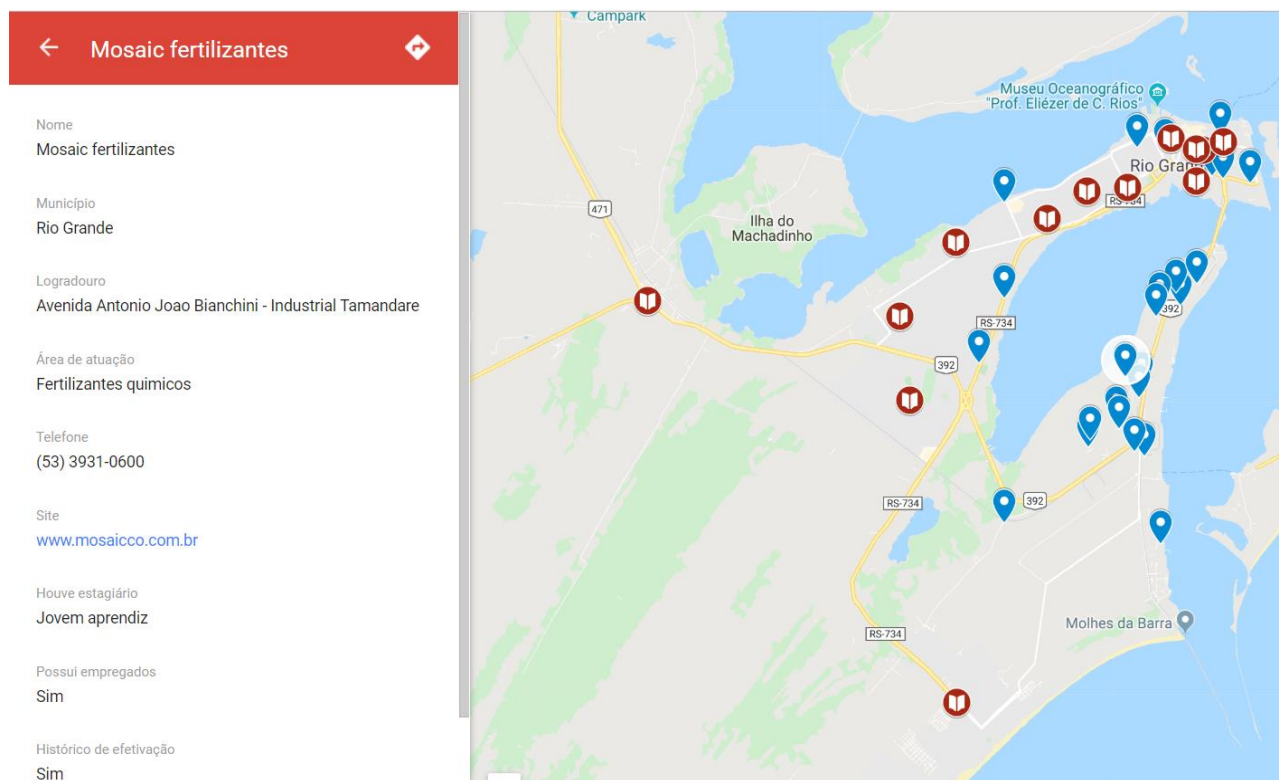 Mosaic fertilizantes
Nome
Mosaic fertilizantes
Município
Rio Grande
Logradouro
Avenida Antonio Joao Bianchini - Industrial Tamandare
Área de atuação
Fertilizantes quimicos
Telefone
(53) 3931-0600
Site
www.mosaicco.com.br
Houve estagiário
Jovem aprendiz
Possui empregados
Sim
Histórico de efetivação
Sim
Campark
Museu Oceanográfico
"Prof. Eliézer de C. Rios"
Rio Grand
RS-734
471
Ilha do
Machadinho
392
RS-734
392
RS-734
392
RS-734
Molhes da Barra